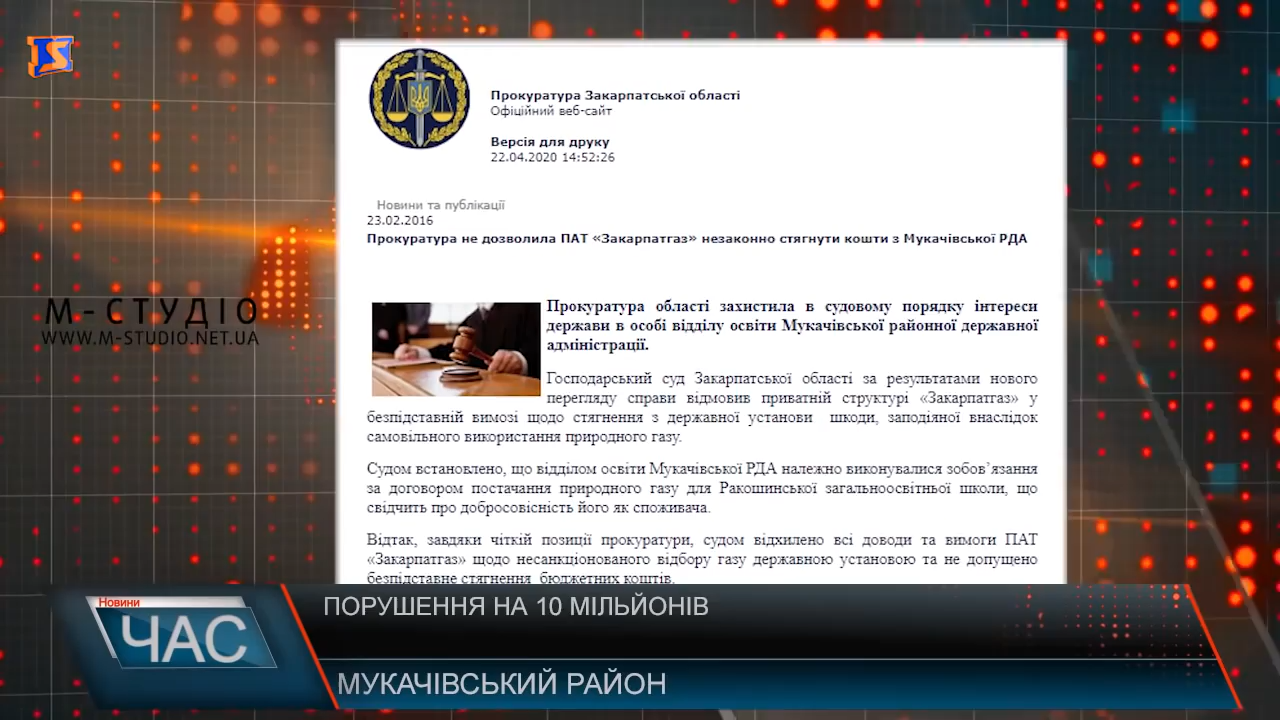 Прокуратура Закарпатської області
Офіційний веб-сайт
Версія для друку
22.04.2020 14:52:26
Новини та публікації
23.02.2016
Прокуратура не дозволила ПАТ «Закарпатгаз» незаконно стягнути кошти з Мукачівської РДА
Прокуратура області захистила в судовому порядку інтереси
держави в особі відділу освіти Мукачівської районної державної
адміністрації.
Господарський суд Закарпатської області за результатами нового
перегляду справи відмовив приватній структурі «Закарпатгаз» у
безпідставній вимозі щодо стягнення з державної установи шкоди, заподіяної внаслідок
самовільного використання природного газу.
Судом встановлено, що відділом освіти Мукачівської РДА належно виконувалися зобов’язання
за договором постачання природного газу для Ракошинської загальноосвітньої школи, що
свідчить про добросовісність його як споживача.
Відтак, завдяки чіткій позиції прокуратури, судом відхилено всі доводи та вимоги ПАТ
«Закарпатгаз» щодо несанкціонованого відбору газу державною установою та не допущено
безпідставне стягнення бюджетних коштів.
М-СТУДІО
WWW.M-STUDIO.NET.UA
Новини
ЧАС
ПОРУШЕННЯ НА 10 МІЛЬЙОНІВ
МУКАЧІВСЬКИЙ РАЙОН